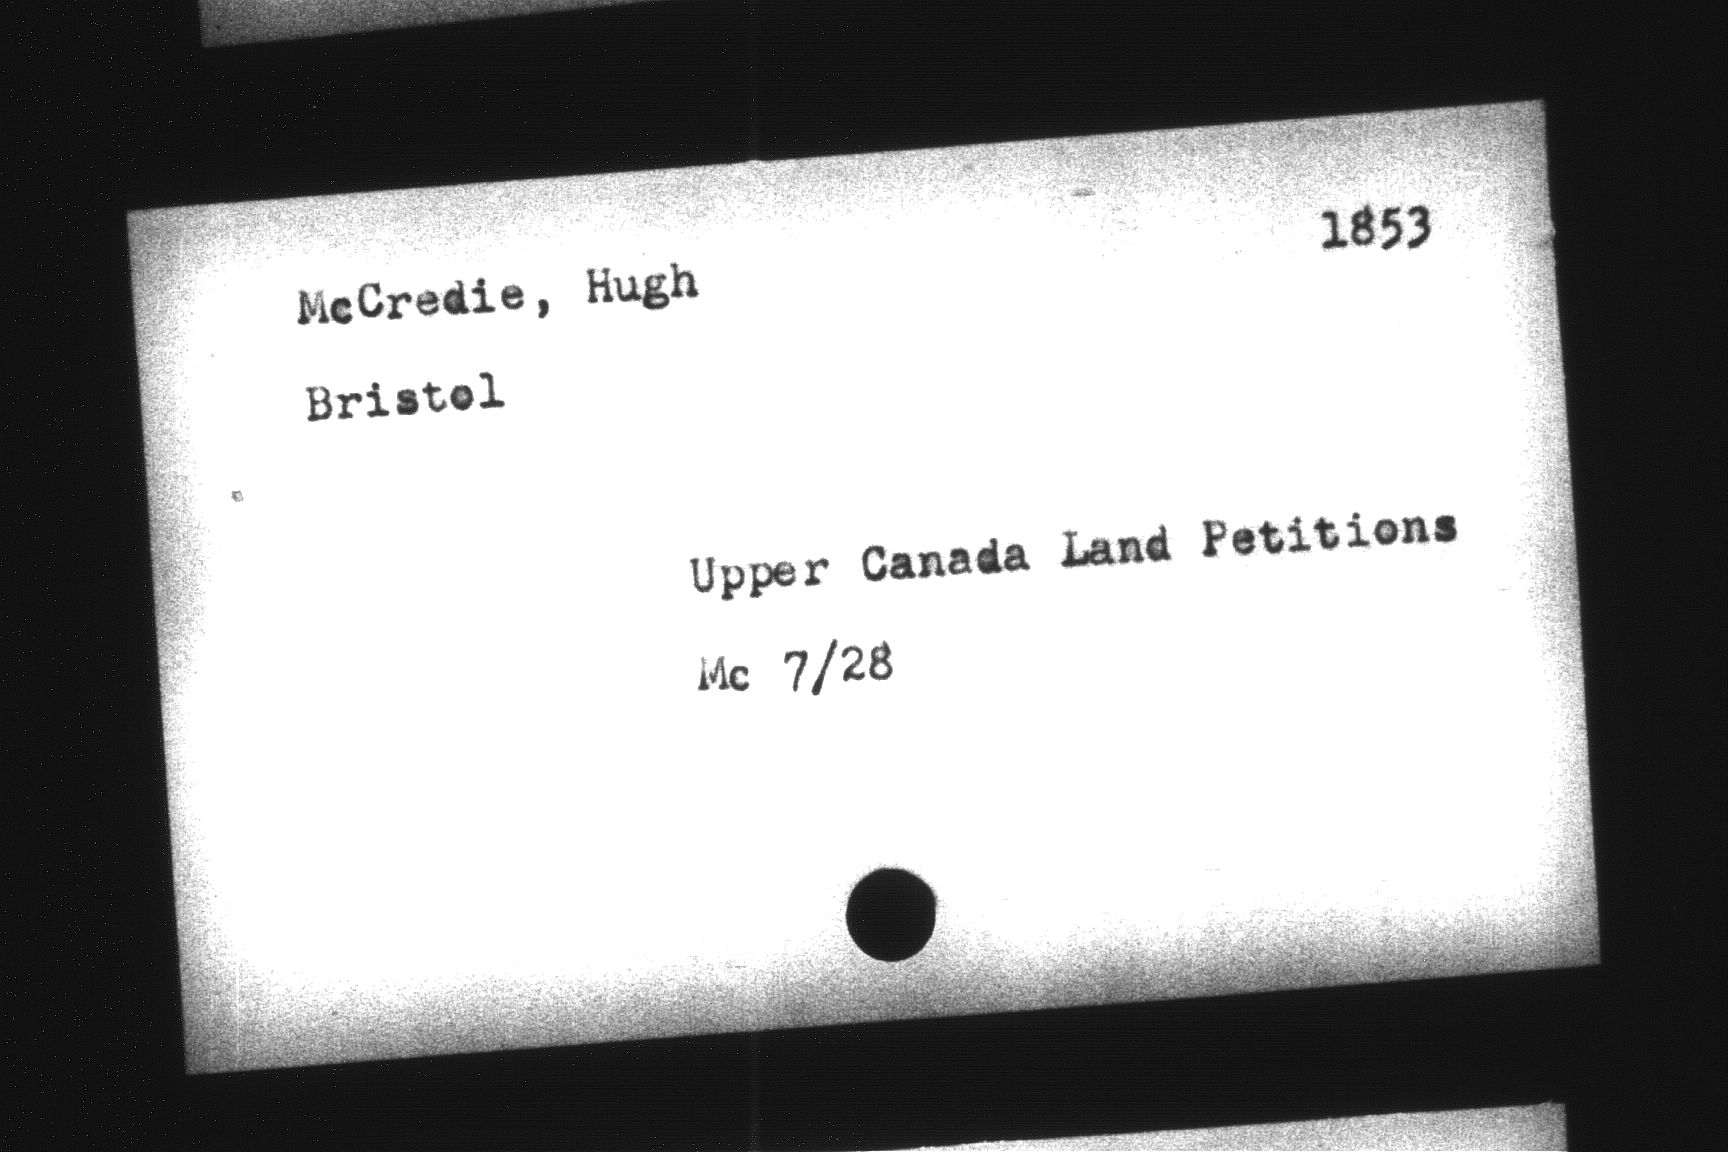 1853
McCredie, Hugh
Bristol
Upper Canada Land Petitions
Mc 7/28